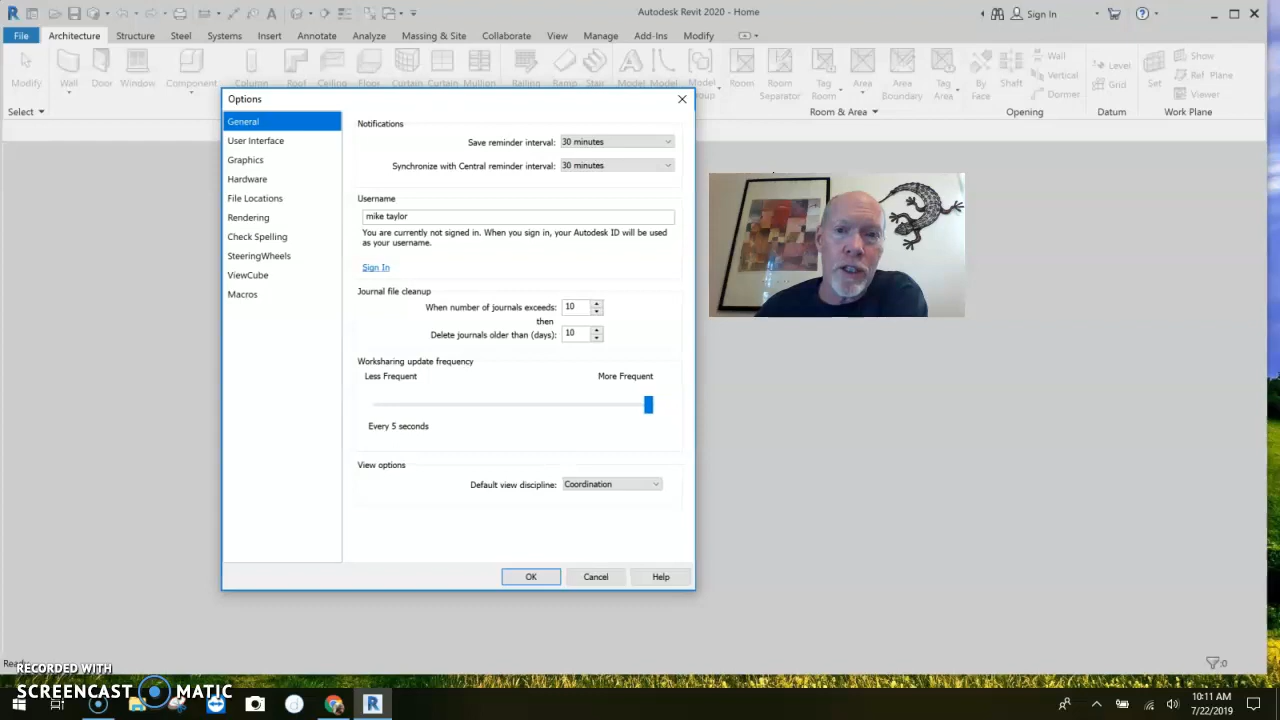 Autodesk Revit 2020 - Home
Sign In
File Architecture Structure Steel Systems Insert Annotate Analyze Massing & Site Collaborate View Manage Add-Ins Modify
Modify Wall Door Window Component Column Roof Ceiling Floor Curtain Curtain Mullion Railing Ramp Stair Model Model Model Room Room Tag Area Area Tag By Shaft Wall Level Set Show
Separator Room Boundary Area Face Vertical Grid Ref Plane
Dormer Viewer
Select Room & Area Opening Datum Work Plane
Options
General
User Interface
Graphics
Hardware
File Locations
Rendering
Check Spelling
SteeringWheels
ViewCube
Macros
Notifications
Save reminder interval: 30 minutes
Synchronize with Central reminder interval: 30 minutes
Username
mike taylor
You are currently not signed in. When you sign in, your Autodesk ID will be used
as your username.
Sign In
Journal file cleanup
When number of journals exceeds: 10
then
Delete journals older than (days): 10
Worksharing update frequency
Less Frequent More Frequent
Every 5 seconds
View options
Default view discipline: Coordination
OK Cancel Help
:0
RECORDED WITH
SCREENCAST MATIC
10:11 AM
7/22/2019